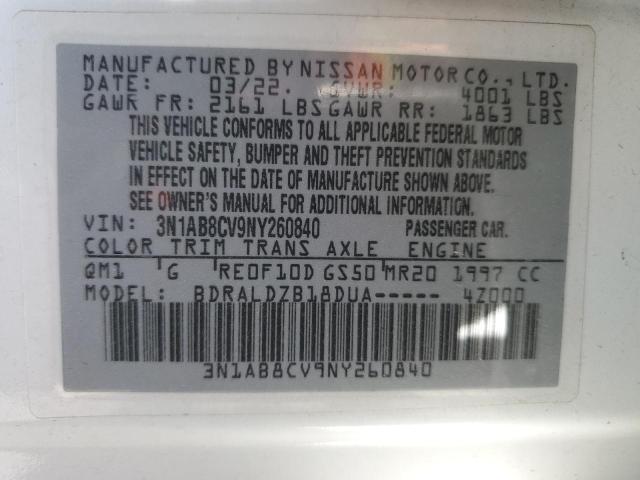 MANUFACTURED BY NISSAN MOTOR CO., LTD.
DATE: 03/22. GVWR: 4001 LBS
GAWR FR: 2161 LBS GAWR RR: 1863 LBS
THIS VEHICLE CONFORMS TO ALL APPLICABLE FEDERAL MOTOR
VEHICLE SAFETY, BUMPER AND THEFT PREVENTION STANDARDS
IN EFFECT ON THE DATE OF MANUFACTURE SHOWN ABOVE.
SEE OWNER'S MANUAL FOR ADDITIONAL INFORMATION.
VIN: 3N1AB8CV9NY260840 PASSENGER CAR.
COLOR TRIM TRANS AXLE ENGINE
QM1 G RE0F10D GS50 MR20 1997 CC
MODEL: BDRALDZB18DUA----- 4Z000
3N1AB8CV9NY260840